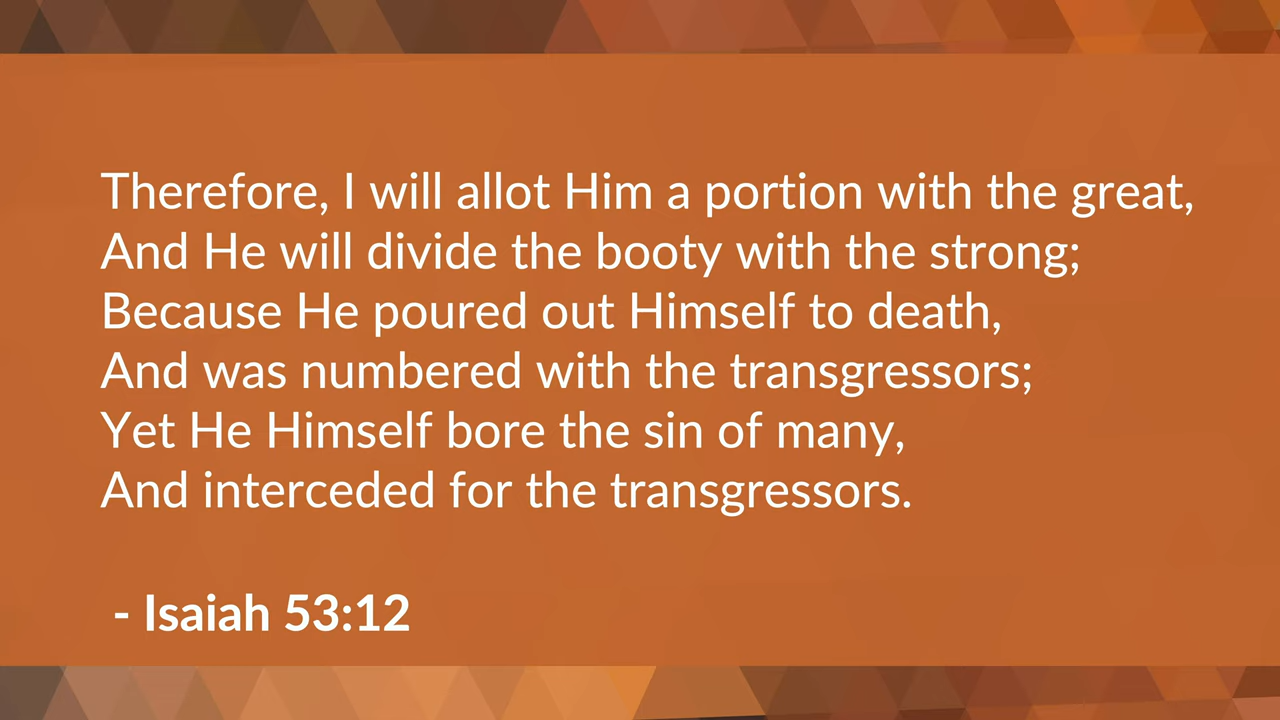 Therefore, I will allot Him a portion with the great,
And He will divide the booty with the strong;
Because He poured out Himself to death,
And was numbered with the transgressors;
Yet He Himself bore the sin of many,
And interceded for the transgressors.
- Isaiah 53:12